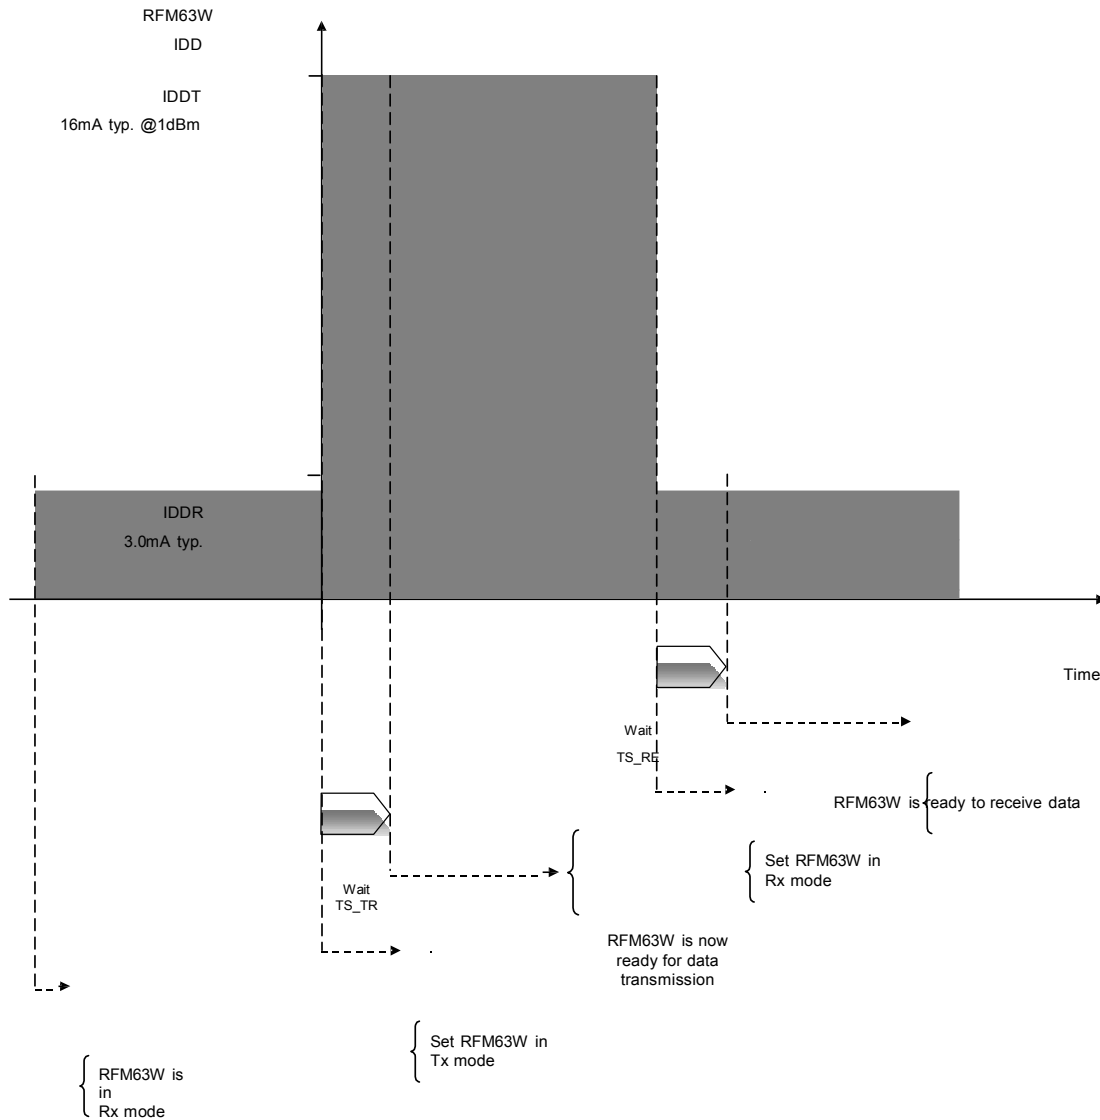 RFM63W
IDD
IDDT
16mA typ. @1dBm
IDDR
3.0mA typ.
Time
Wait
TS_RE
RFM63W is ready to receive data
Set RFM63W in
Rx mode
Wait
TS_TR
RFM63W is now
ready for data
transmission
Set RFM63W in
Tx mode
RFM63W is
in
Rx mode